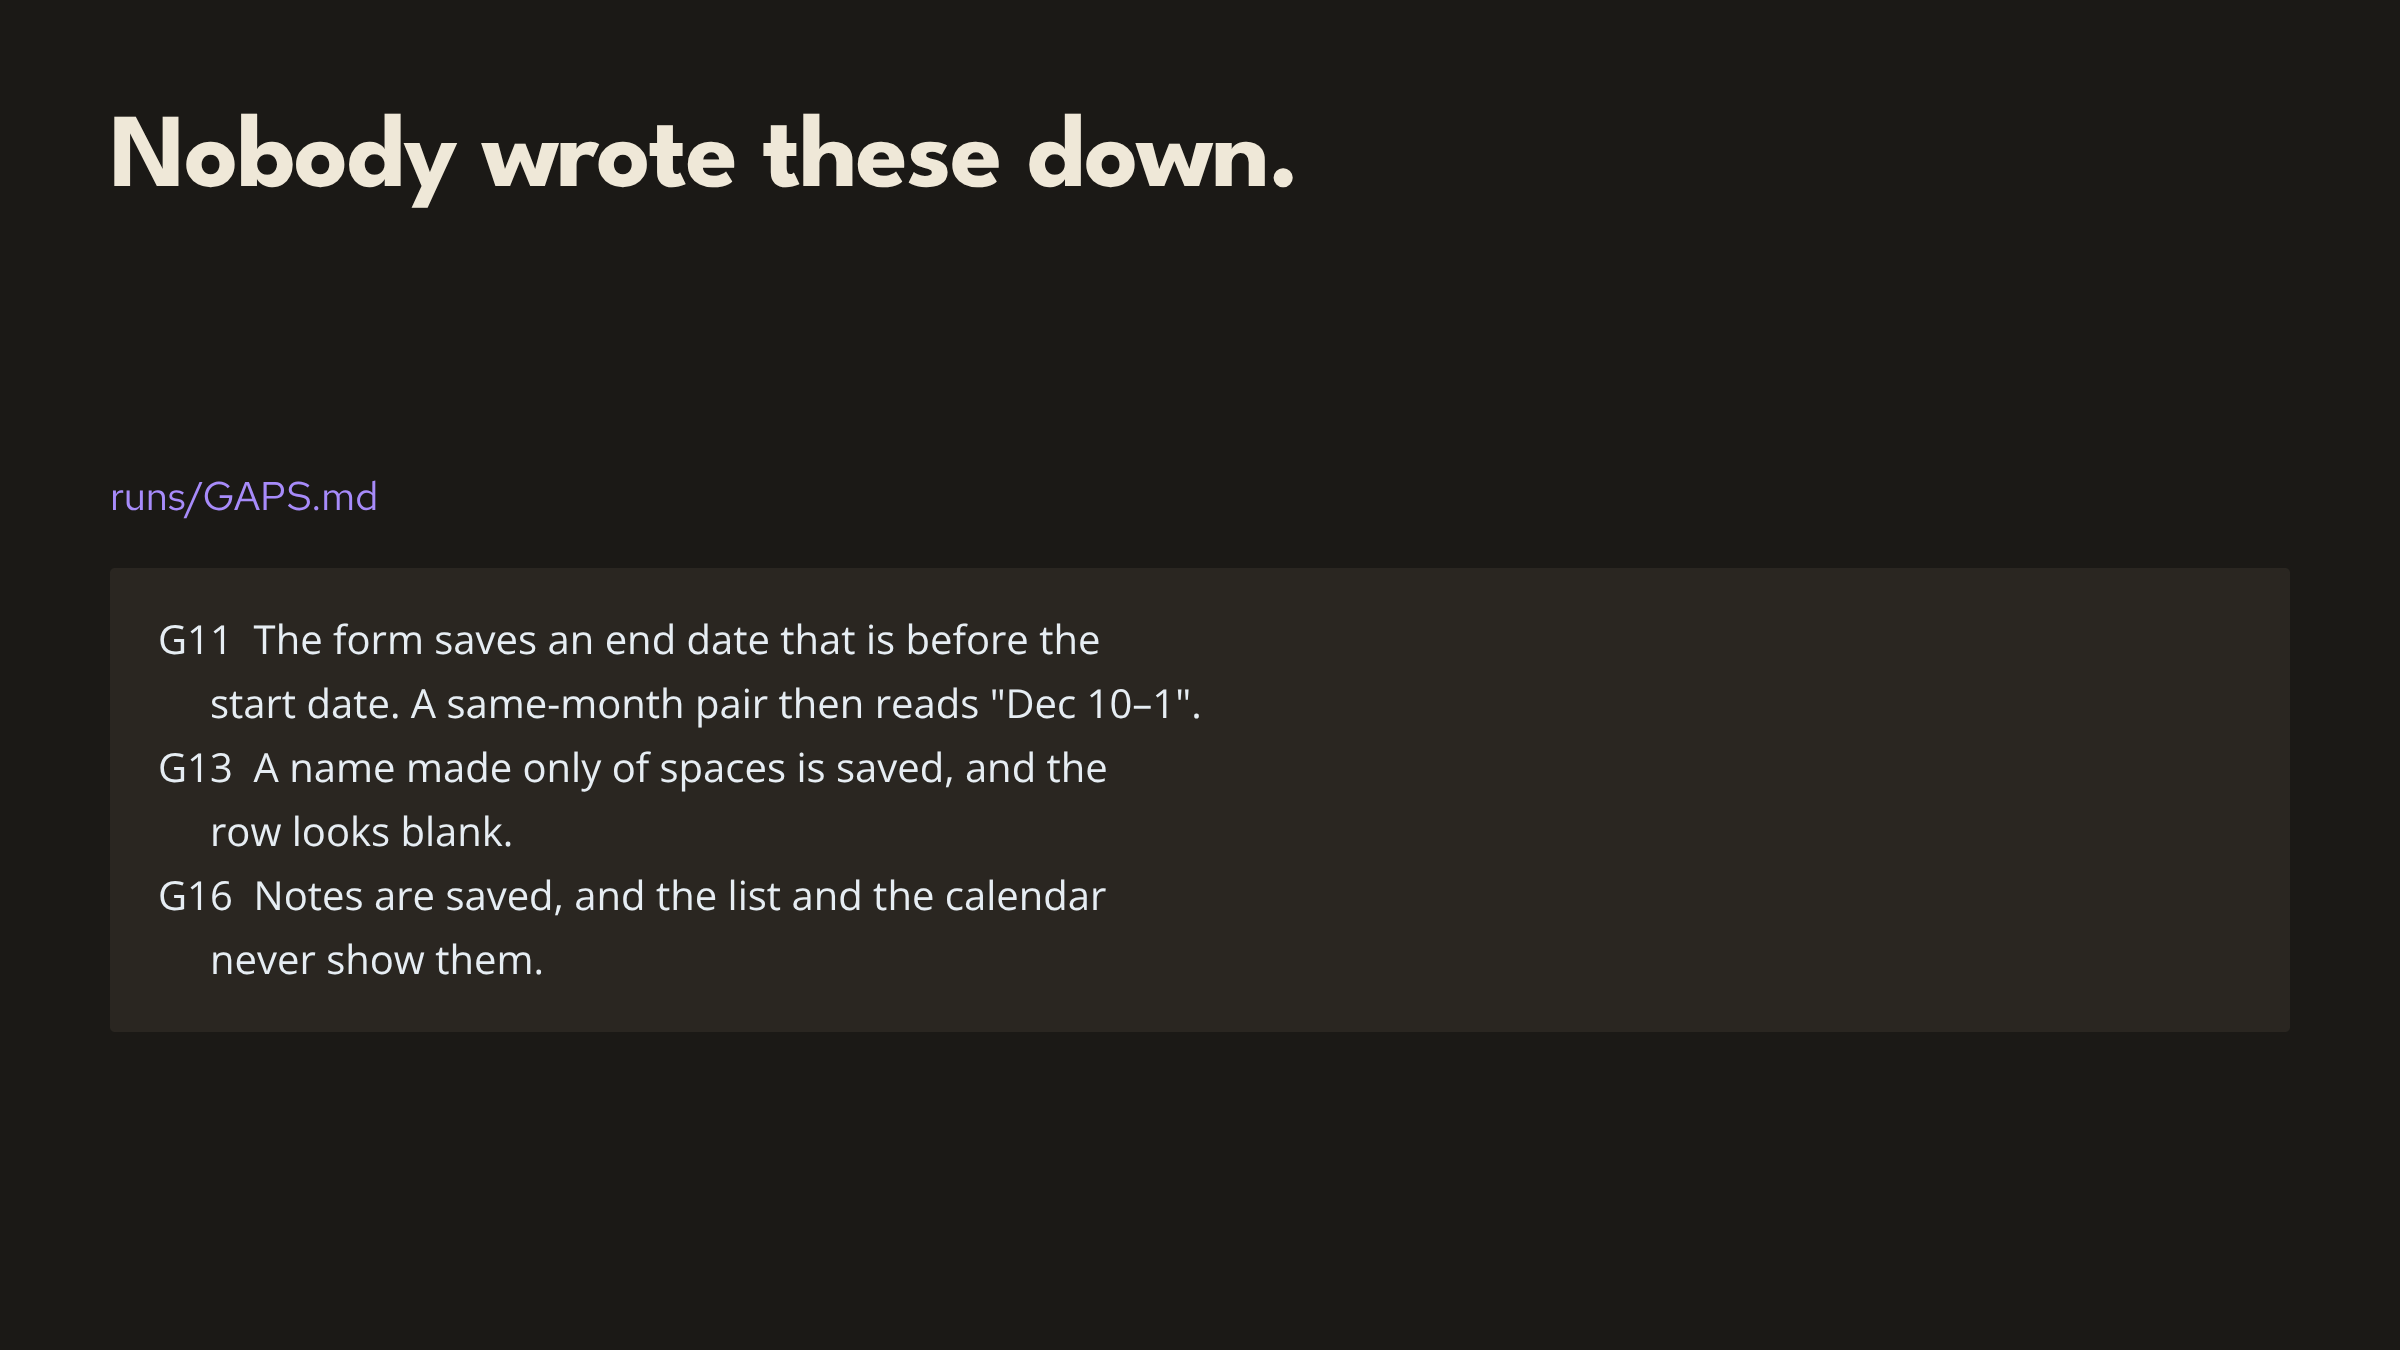 Nobody wrote these down.
runs/GAPS.md
G11  The form saves an end date that is before the
start date. A same-month pair then reads "Dec 10–1".
G13  A name made only of spaces is saved, and the
row looks blank.
G16  Notes are saved, and the list and the calendar
never show them.